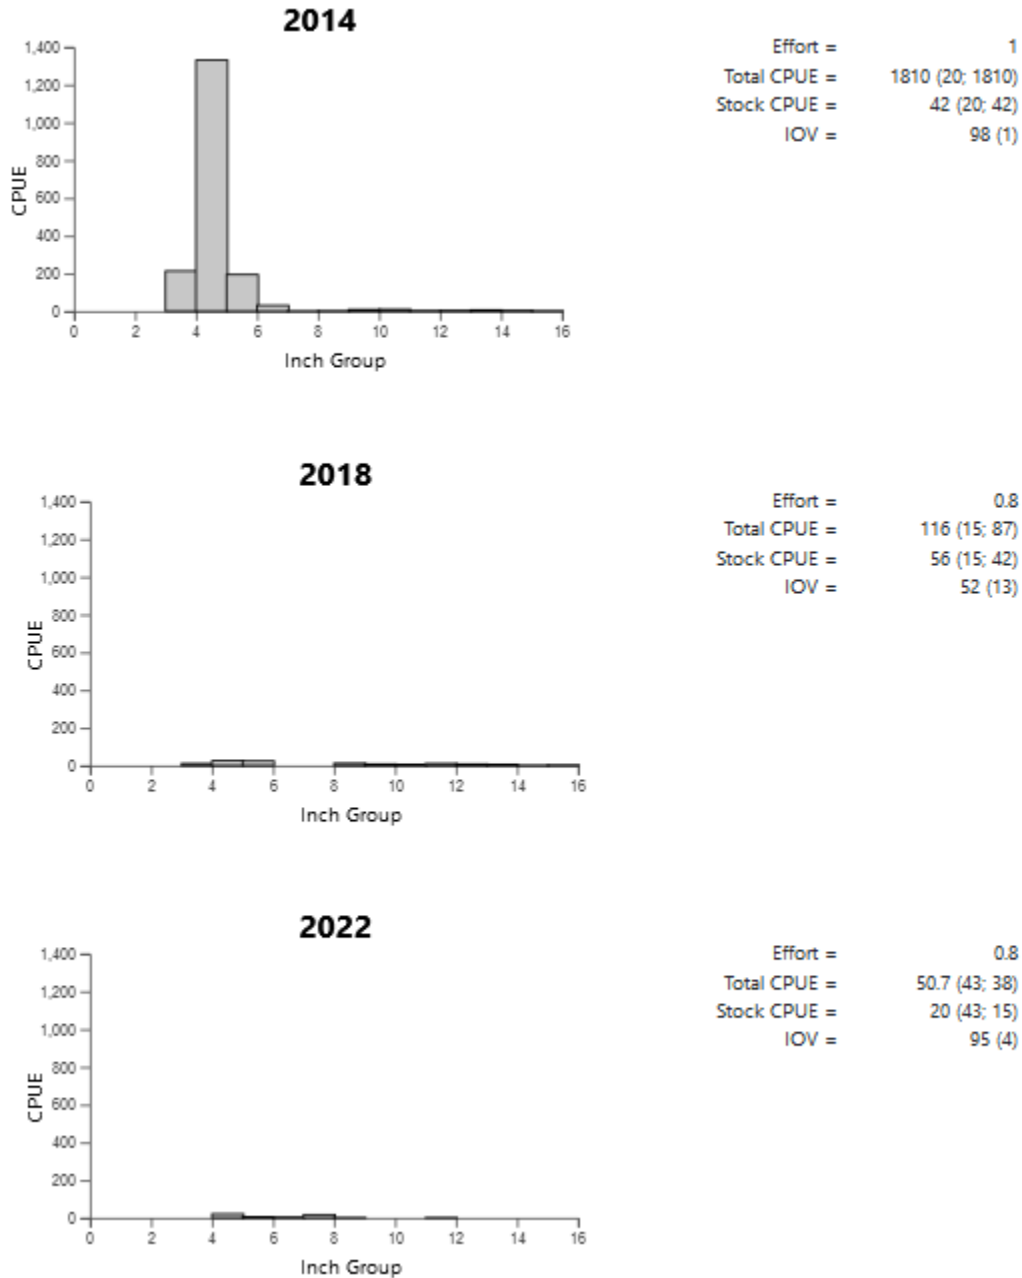 2014
1,400
1,200
1,000
800
600
400
200
0
CPUE
0 2 4 6 8 10 12 14 16
Inch Group
Effort = 1
Total CPUE = 1810 (20; 1810)
Stock CPUE = 42 (20; 42)
IOV = 98 (1)
2018
1,400
1,200
1,000
800
600
400
200
0
CPUE
0 2 4 6 8 10 12 14 16
Inch Group
Effort = 0.8
Total CPUE = 116 (15; 87)
Stock CPUE = 56 (15; 42)
IOV = 52 (13)
2022
1,400
1,200
1,000
800
600
400
200
0
CPUE
0 2 4 6 8 10 12 14 16
Inch Group
Effort = 0.8
Total CPUE = 50.7 (43; 38)
Stock CPUE = 20 (43; 15)
IOV = 95 (4)